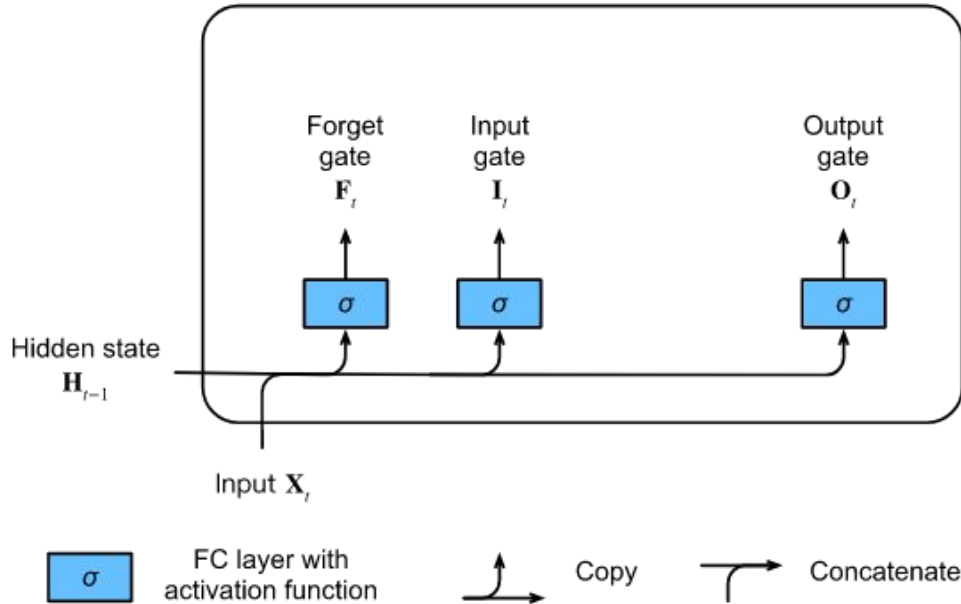 Forget
gate
F_t
Input
gate
I_t
Output
gate
O_t
σ
σ
σ
Hidden state
H_{t-1}
Input X_t
σ
FC layer with
activation function
Copy
Concatenate